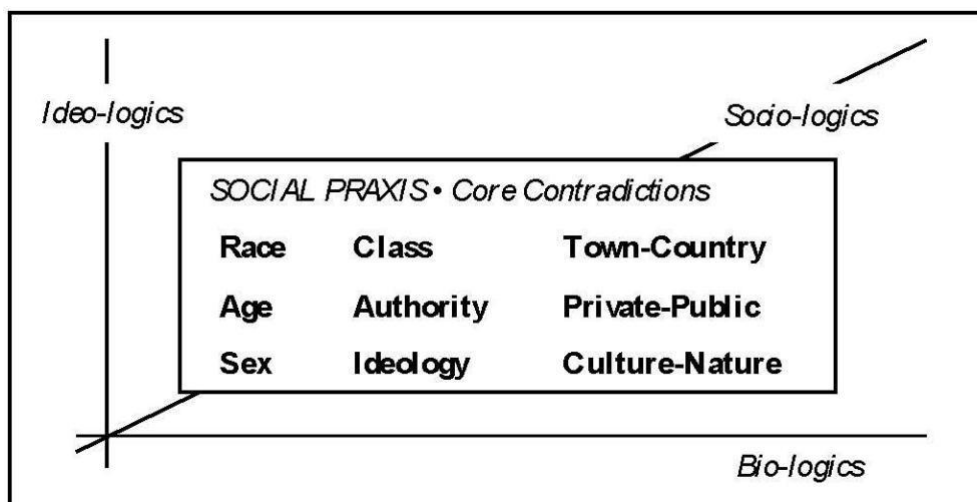 Ideo-logics
Socio-logics
SOCIAL PRAXIS • Core Contradictions
Race Class Town-Country
Age Authority Private-Public
Sex Ideology Culture-Nature
Bio-logics